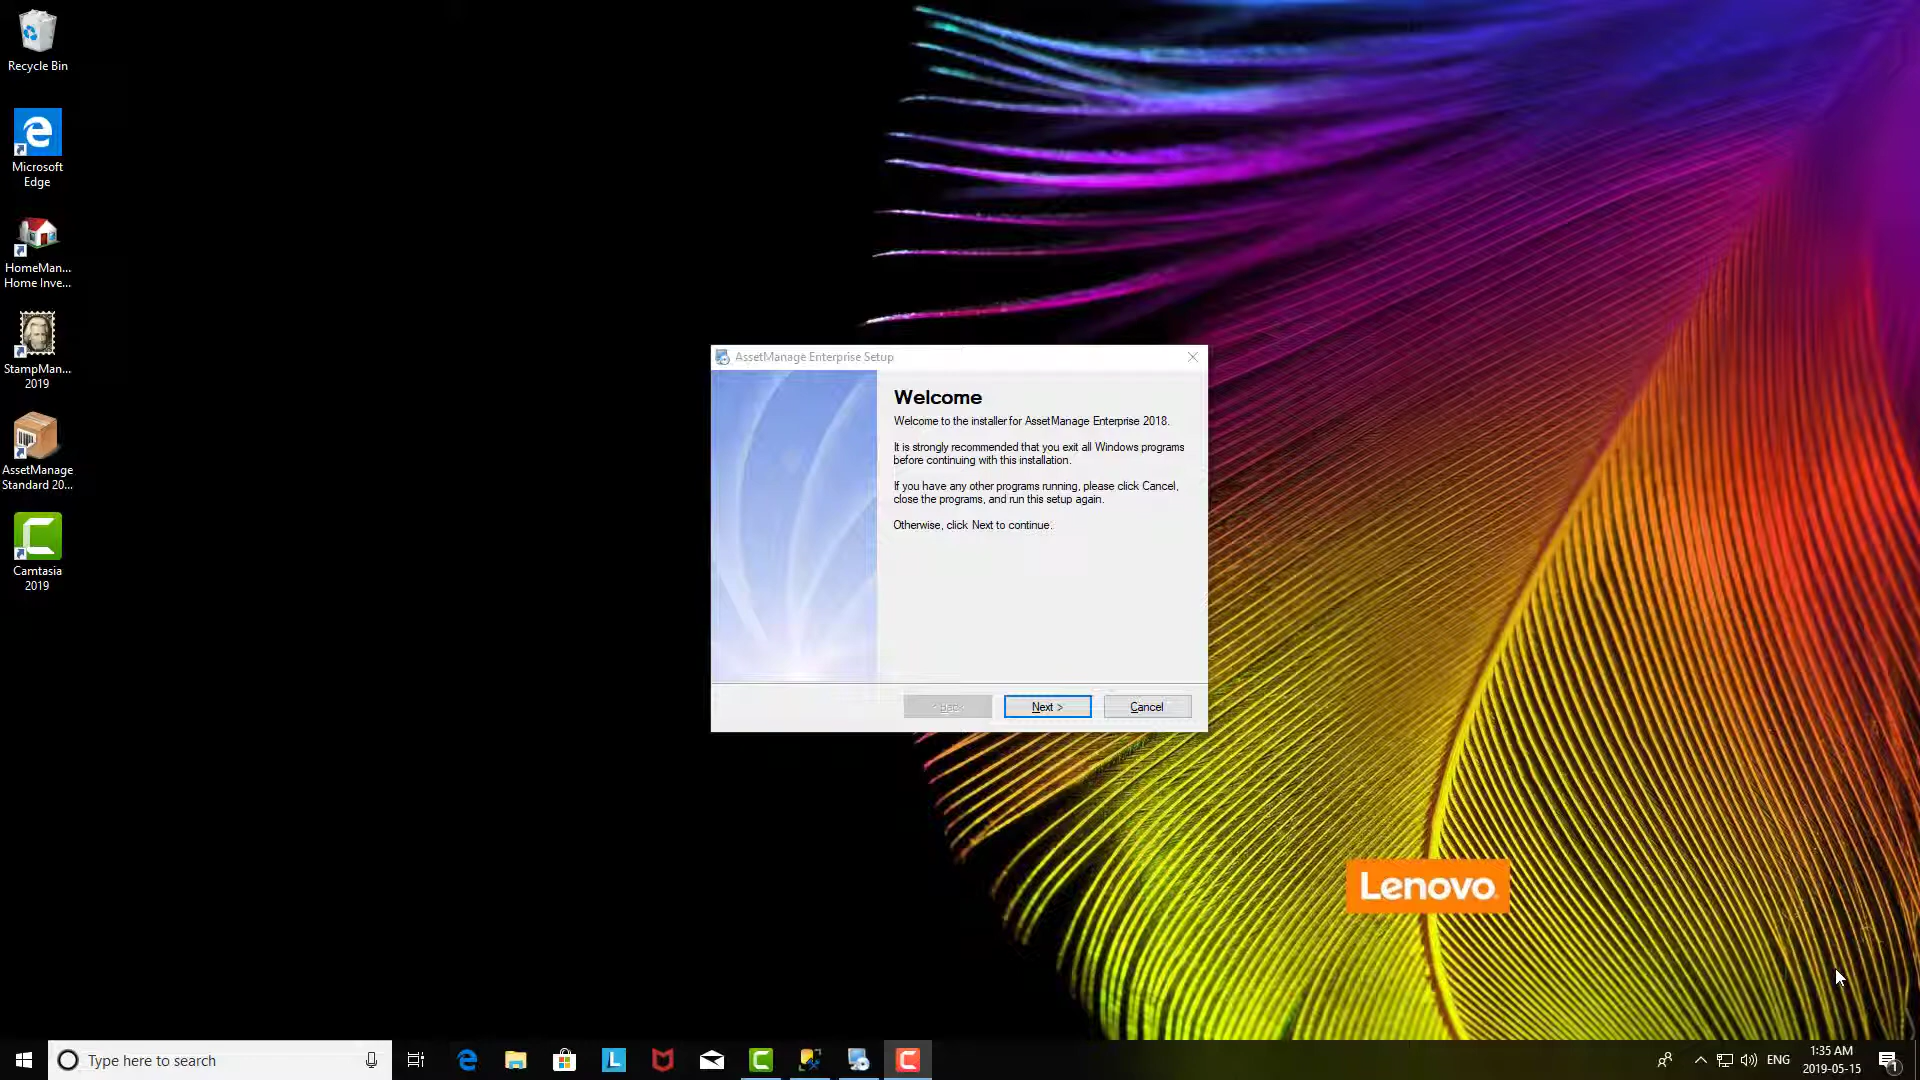 Recycle Bin
Microsoft
Edge
HomeMan...
Home Inve...
StampMan...
2019
AssetManage
Standard 20...
Camtasia
2019
AssetManage Enterprise Setup
Welcome
Welcome to the installer for AssetManage Enterprise 2018.
It is strongly recommended that you exit all Windows programs
before continuing with this installation.
If you have any other programs running, please click Cancel,
close the programs, and run this setup again.
Otherwise, click Next to continue.
< Back
Next >
Cancel
Lenovo
Type here to search
L
ENG
1:35 AM
2019-05-15
1